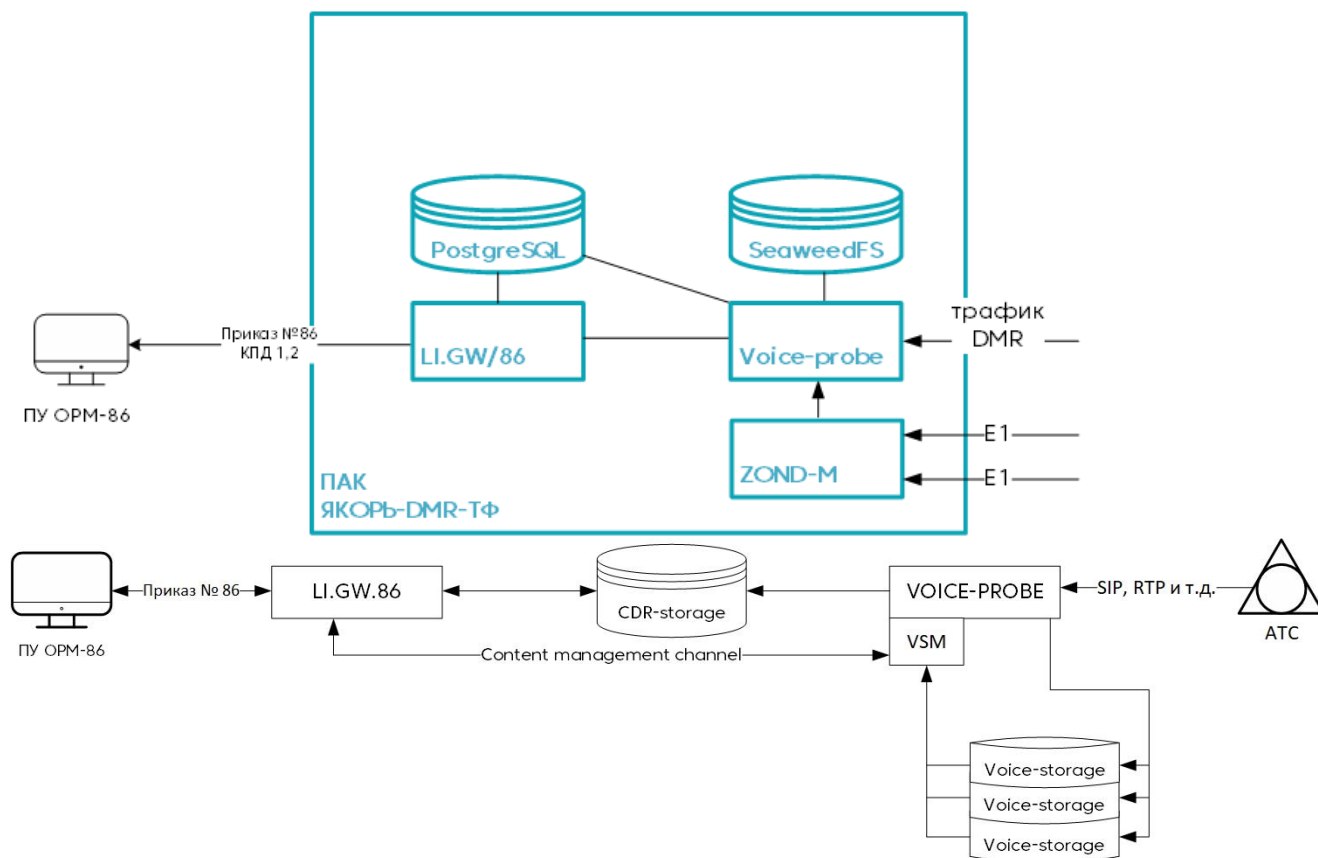 PostgreSQL
SeaweedFS
Приказ №86
КПД 1,2
LI.GW/86
Voice-probe
трафик
DMR
ПУ ОРМ-86
ZOND-M
E1
E1
ПАК
ЯКОРЬ-DMR-ТФ
Приказ № 86
LI.GW.86
CDR-storage
VOICE-PROBE
SIP, RTP и т.д.
АТС
ПУ ОРМ-86
Content management channel
VSM
Voice-storage
Voice-storage
Voice-storage